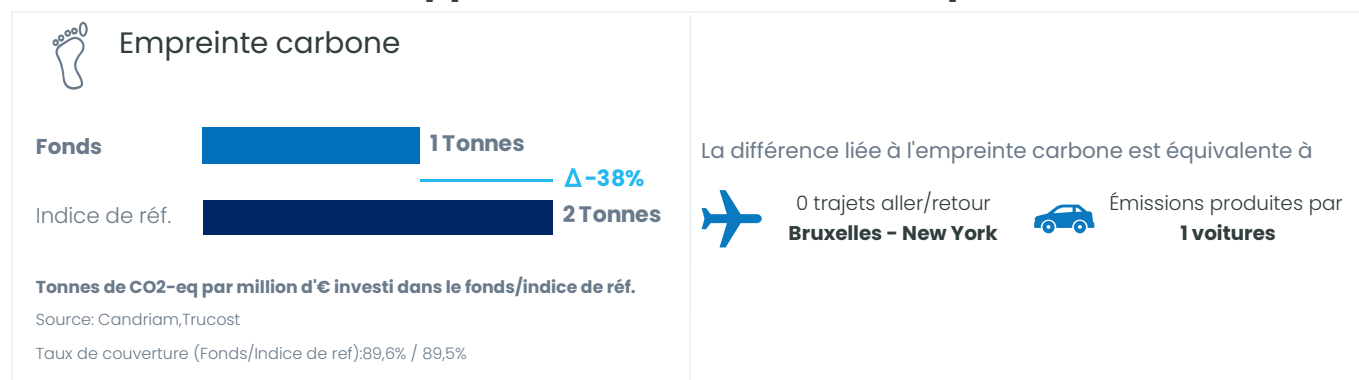 Empreinte carbone
Fonds
1 Tonnes
Δ -38%
Indice de réf.
2 Tonnes
Tonnes de CO2-eq par million d'€ investi dans le fonds/indice de réf.
Source: Candriam,Trucost
Taux de couverture (Fonds/Indice de ref):89,6% / 89,5%
La différence liée à l'empreinte carbone est équivalente à
0 trajets aller/retour
Bruxelles - New York
Émissions produites par
1 voitures